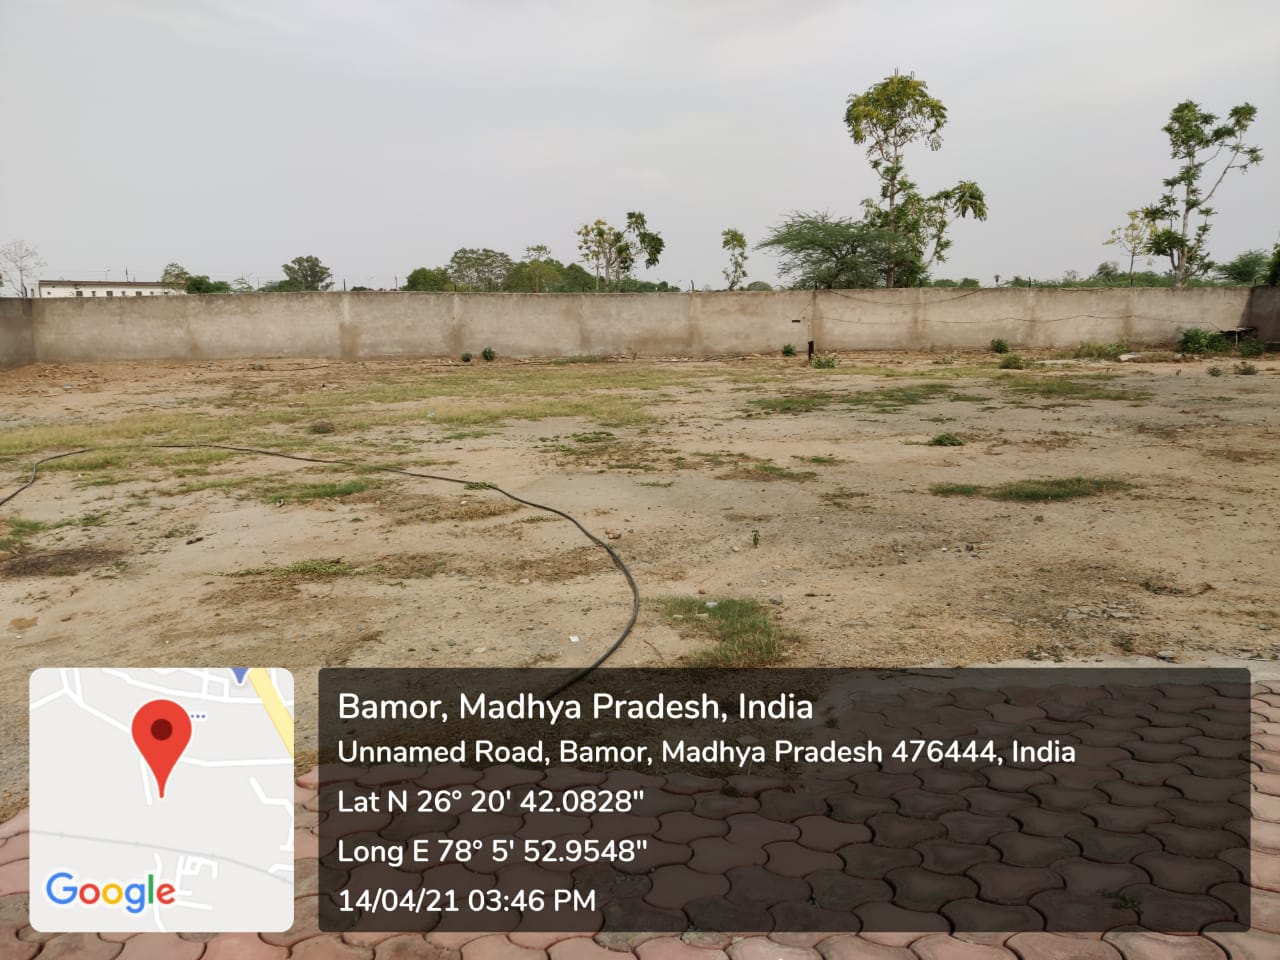 Bamor, Madhya Pradesh, India
Unnamed Road, Bamor, Madhya Pradesh 476444, India
Lat N 26° 20' 42.0828"
Long E 78° 5' 52.9548"
14/04/21 03:46 PM
Google